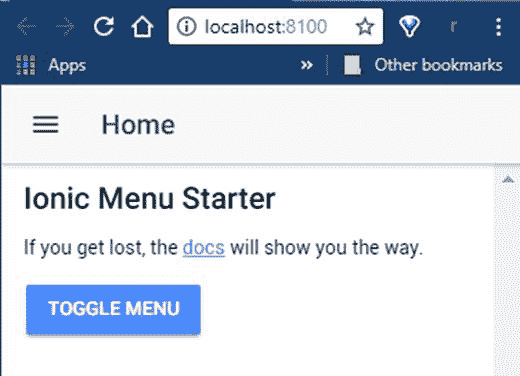 localhost:8100
Apps
» Other bookmarks
Home
Ionic Menu Starter
If you get lost, the docs will show you the way.
TOGGLE MENU